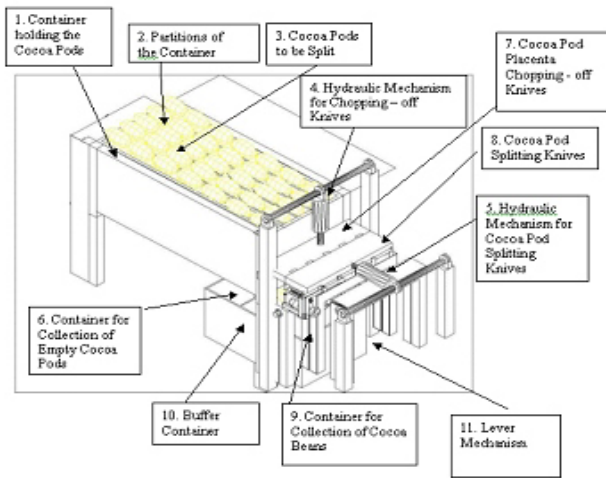 1. Container
holding the
Cocoa Pods
2. Partitions of
the Container
3. Cocoa Pods
to be Split
4. Hydraulic Mechanism
for Chopping – off
Knives
7. Cocoa Pod
Placenta
Chopping - off
Knives
8. Cocoa Pod
Splitting Knives
5. Hydraulic
Mechanism for
Cocoa Pod
Splitting
Knives
6. Container for
Collection of
Empty Cocoa
Pods
10. Buffer
Container
9. Container for
Collection of Cocoa
Beans
11. Lever
Mechanism